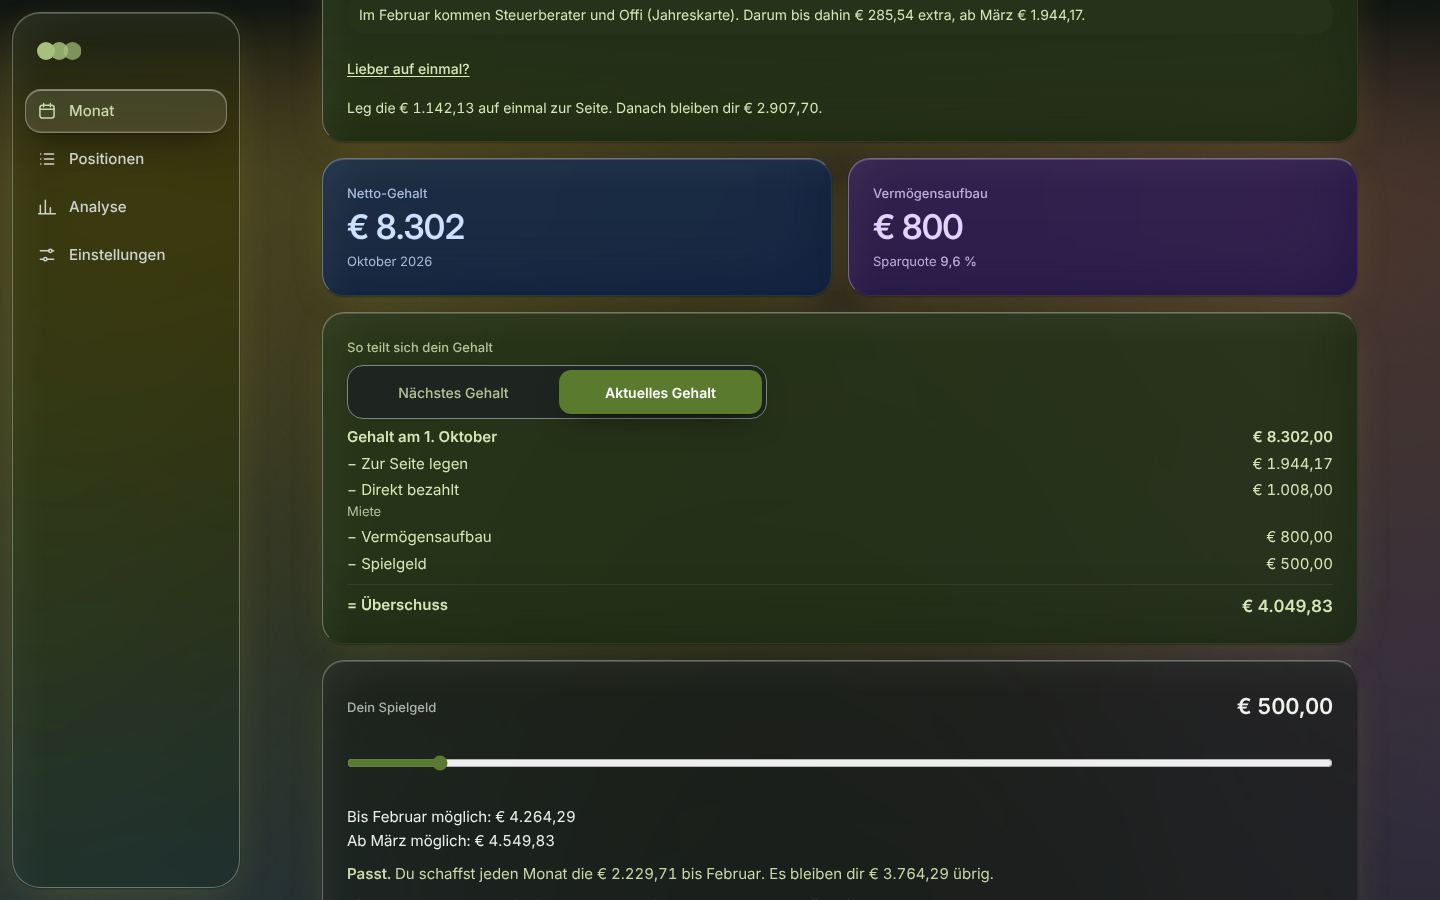 Im Februar kommen Steuerberater und Offi (Jahreskarte). Darum bis dahin € 285,54 extra, ab März € 1.944,17.
Lieber auf einmal?
Leg die € 1.142,13 auf einmal zur Seite. Danach bleiben dir € 2.907,70.
Monat
Positionen
Analyse
Einstellungen
Netto-Gehalt
€ 8.302
Oktober 2026
Vermögensaufbau
€ 800
Sparquote 9,6 %
So teilt sich dein Gehalt
Nächstes Gehalt
Aktuelles Gehalt
Gehalt am 1. Oktober € 8.302,00
− Zur Seite legen € 1.944,17
− Direkt bezahlt € 1.008,00
Miete
− Vermögensaufbau € 800,00
− Spielgeld € 500,00
= Überschuss € 4.049,83
Dein Spielgeld € 500,00
Bis Februar möglich: € 4.264,29
Ab März möglich: € 4.549,83
Passt. Du schaffst jeden Monat die € 2.229,71 bis Februar. Es bleiben dir € 3.764,29 übrig.